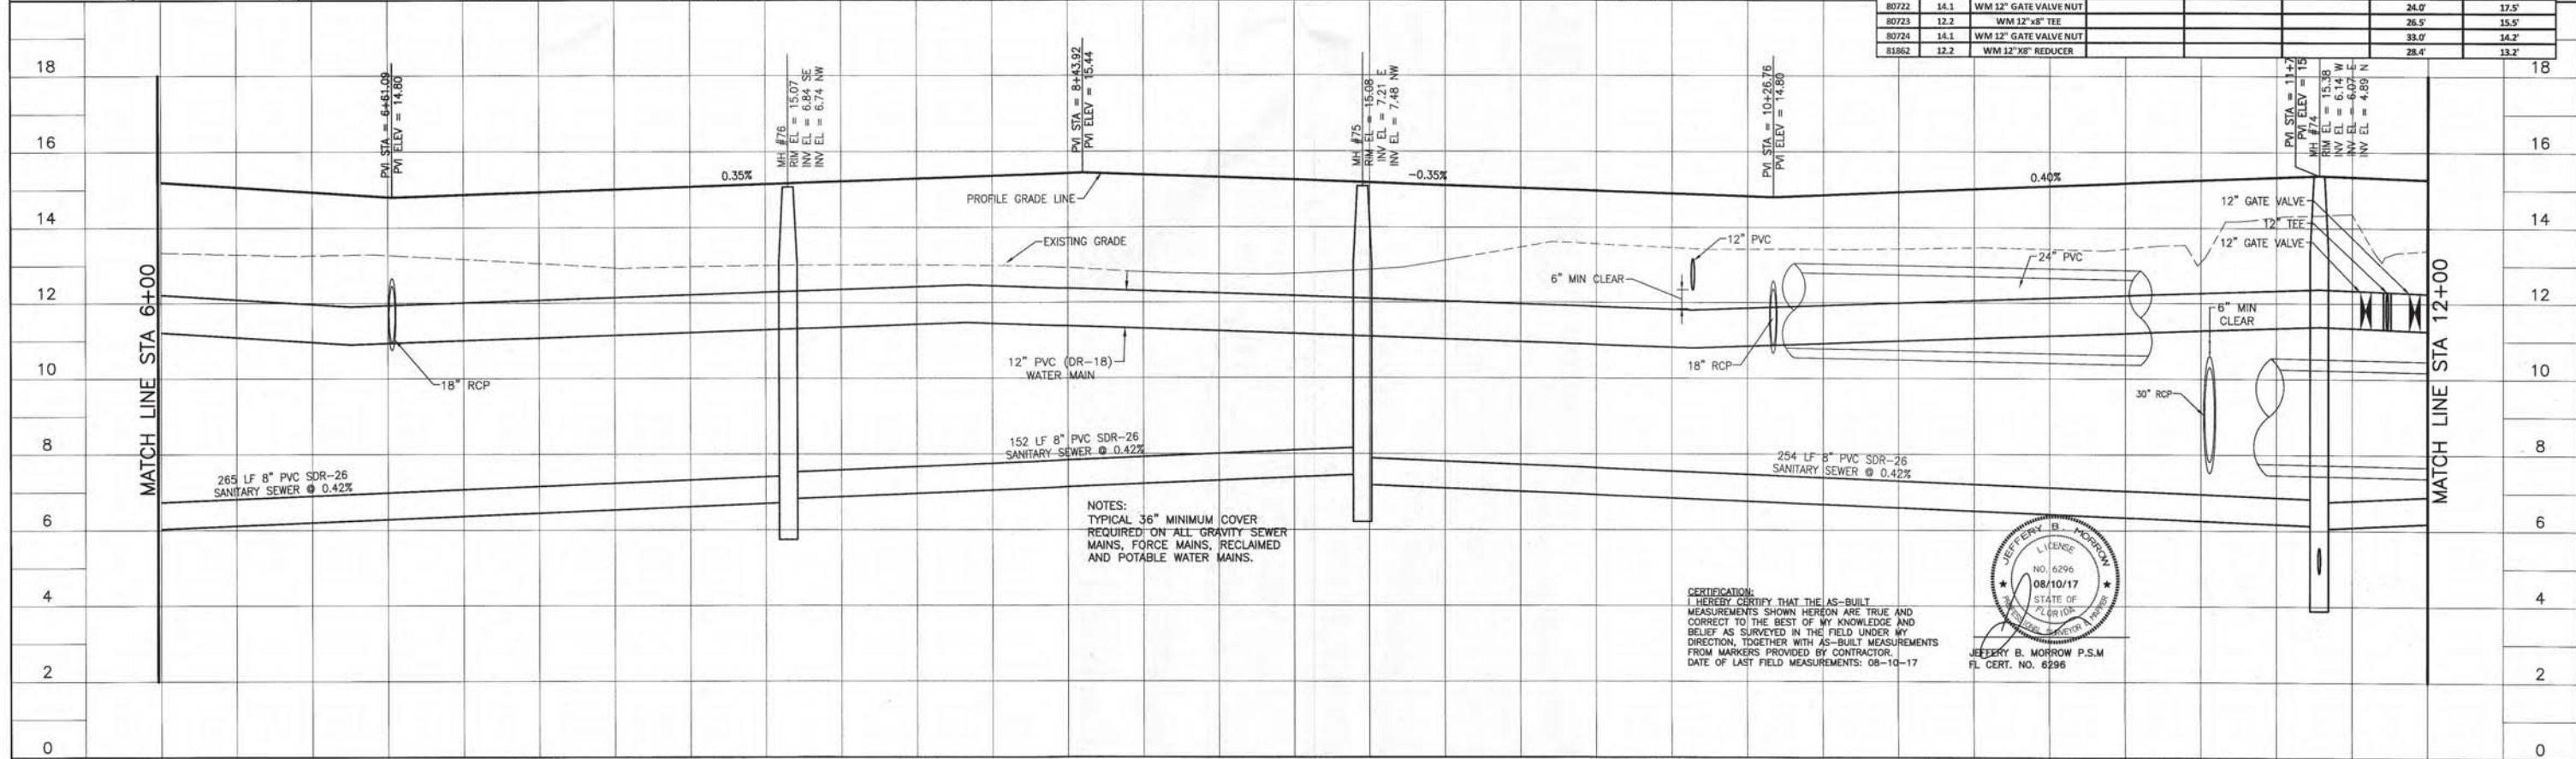 80722 14.1 WM 12" GATE VALVE NUT 24.0' 17.5'
80723 12.2 WM 12"x8" TEE 26.5' 15.5'
80724 14.1 WM 12" GATE VALVE NUT 33.0' 14.2'
81862 12.2 WM 12"X8" REDUCER 28.4' 13.2'
18
16
14
12
10
8
6
4
2
0
MATCH LINE STA 6+00
PVI STA = 6+61.09
PVI ELEV = 14.80
18" RCP
265 LF 8" PVC SDR-26
SANITARY SEWER @ 0.42%
0.35%
MH #76
RIM EL = 15.07
INV EL = 6.84 SE
INV EL = 6.74 NW
PVI STA = 8+43.92
PVI ELEV = 15.44
PROFILE GRADE LINE
EXISTING GRADE
12" PVC (DR-18)
WATER MAIN
152 LF 8" PVC SDR-26
SANITARY SEWER @ 0.42%
NOTES:
TYPICAL 36" MINIMUM COVER
REQUIRED ON ALL GRAVITY SEWER
MAINS, FORCE MAINS, RECLAIMED
AND POTABLE WATER MAINS.
MH #75
RIM EL = 15.08
INV EL = 7.21 E
INV EL = 7.48 NW
-0.35%
6" MIN CLEAR
12" PVC
PVI STA = 10+26.76
PVI ELEV = 14.80
18" RCP
24" PVC
254 LF 8" PVC SDR-26
SANITARY SEWER @ 0.42%
0.40%
PVI STA = 11+7
PVI ELEV = 15
MH #74
RIM EL = 15.38
INV EL = 6.14 W
INV EL = 6.07 E
INV EL = 4.89 N
12" GATE VALVE
12" TEE
12" GATE VALVE
6" MIN
CLEAR
30" RCP
MATCH LINE STA 12+00
CERTIFICATION:
I HEREBY CERTIFY THAT THE AS-BUILT
MEASUREMENTS SHOWN HEREON ARE TRUE AND
CORRECT TO THE BEST OF MY KNOWLEDGE AND
BELIEF AS SURVEYED IN THE FIELD UNDER MY
DIRECTION, TOGETHER WITH AS-BUILT MEASUREMENTS
FROM MARKERS PROVIDED BY CONTRACTOR.
DATE OF LAST FIELD MEASUREMENTS: 08-10-17
JEFFERY B. MORROW
LICENSE
NO. 6296
08/10/17
STATE OF
FLORIDA
PROFESSIONAL SURVEYOR & MAPPER
JEFFERY B. MORROW P.S.M
FL CERT. NO. 6296
18
16
14
12
10
8
6
4
2
0